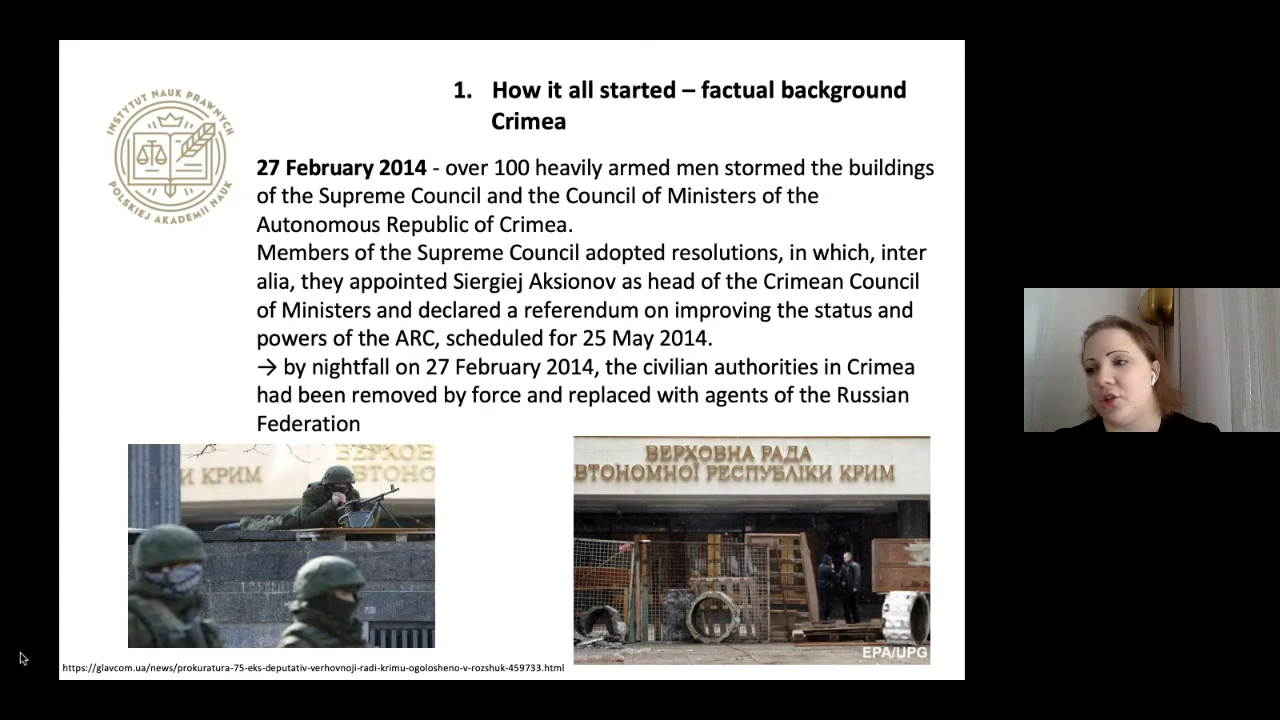 1. How it all started – factual background
Crimea
INSTYTUT NAUK PRAWNYCH
POLSKIEJ AKADEMII NAUK
27 February 2014 - over 100 heavily armed men stormed the buildings
of the Supreme Council and the Council of Ministers of the
Autonomous Republic of Crimea.
Members of the Supreme Council adopted resolutions, in which, inter
alia, they appointed Siergiej Aksionov as head of the Crimean Council
of Ministers and declared a referendum on improving the status and
powers of the ARC, scheduled for 25 May 2014.
→ by nightfall on 27 February 2014, the civilian authorities in Crimea
had been removed by force and replaced with agents of the Russian
Federation
ВЕРХОВ
И КРИМ АВТОНО
ВЕРХОВНА РАДА
ВТОНОМНОЇ РЕСПУБЛІКИ КРИМ
EPA/UPG
https://glavcom.ua/news/prokuratura-75-eks-deputativ-verhovnoji-radi-krimu-ogolosheno-v-rozshuk-459733.html